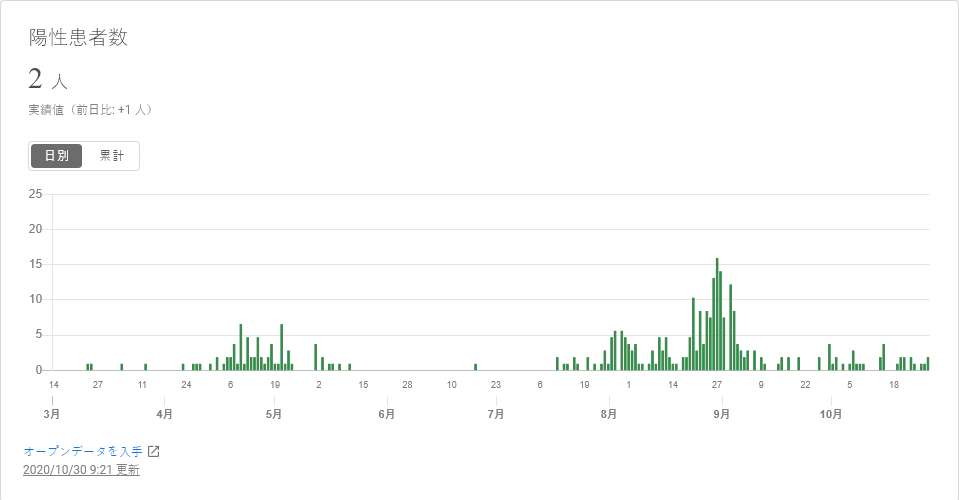 陽性患者数
2 人
実績値（前日比: +1 人）
日別 累計
25
20
15
10
5
0
14 27 11 24 6 19 2 15 28 10 23 6 19 1 14 27 9 22 5 18
3月 4月 5月 6月 7月 8月 9月 10月
オープンデータを入手
2020/10/30 9:21 更新